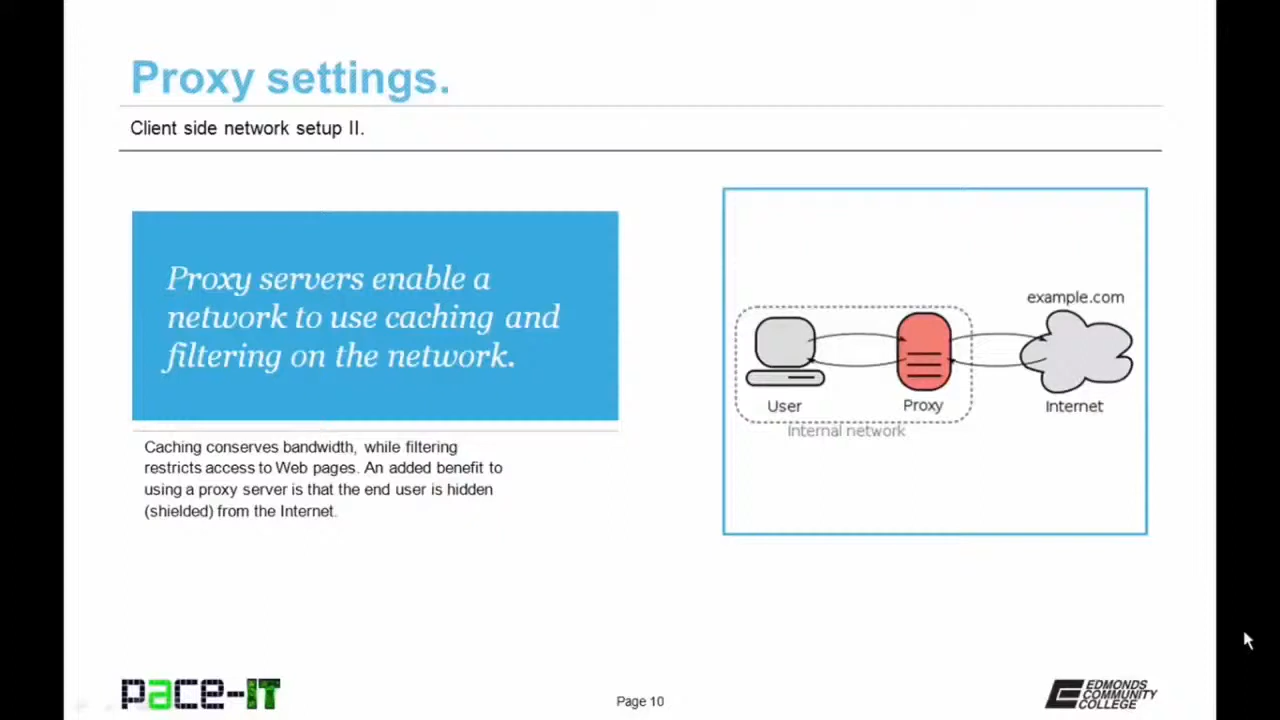 Proxy settings.
Client side network setup II.
Proxy servers enable a
network to use caching and
filtering on the network.
Caching conserves bandwidth, while filtering
restricts access to Web pages. An added benefit to
using a proxy server is that the end user is hidden
(shielded) from the Internet.
example.com
User
Proxy
Internet
Internal network
pace-IT
Page 10
EDMONDS
COMMUNITY
COLLEGE